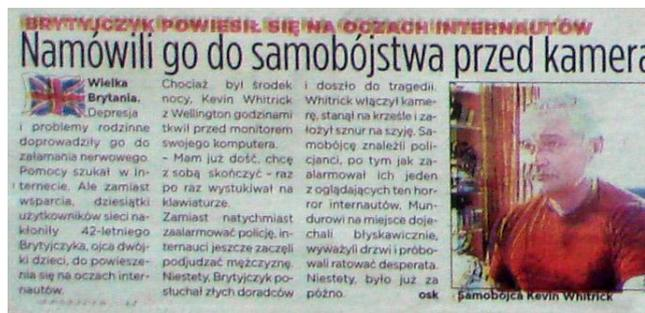 BRYTYJCZYK POWIESIŁ SIĘ NA OCZACH INTERNAUTÓW
Namówili go do samobójstwa przed kamerą
Wielka
Brytania.
Depresja
i problemy rodzinne
doprowadziły go do
załamania nerwowego.
Pomocy szukał w in-
ternecie. Ale zamiast
wsparcia, dziesiątki
użytkowników sieci na-
kłoniły 42-letniego
Brytyjczyka, ojca dwój-
ki dzieci, do powiesze-
nia się na oczach inter-
nautów.
Chociaż był środek
nocy, Kevin Whitrick
z Wellington godzinami
tkwił przed monitorem
swojego komputera.
- Mam już dość, chcę
z sobą skończyć - raz
po raz wystukiwał na
klawiaturze.
Zamiast natychmiast
zaalarmować policję, in-
ternauci jeszcze zaczęli
podjudzać mężczyznę.
Niestety, Brytyjczyk po-
słuchał złych doradców
i doszło do tragedii.
Whitrick włączył kame-
rę, stanął na krześle i za-
łożył sznur na szyję. Sa-
mobójcę znaleźli poli-
cjanci, po tym jak za-
alarmował ich jeden
z oglądających ten hor-
ror internautów. Mun-
durowi na miejsce doje-
chali błyskawicznie,
wyważyli drzwi i próbo-
wali ratować desperata.
Niestety, było już za
późno. osk
Samobójca Kevin Whitrick